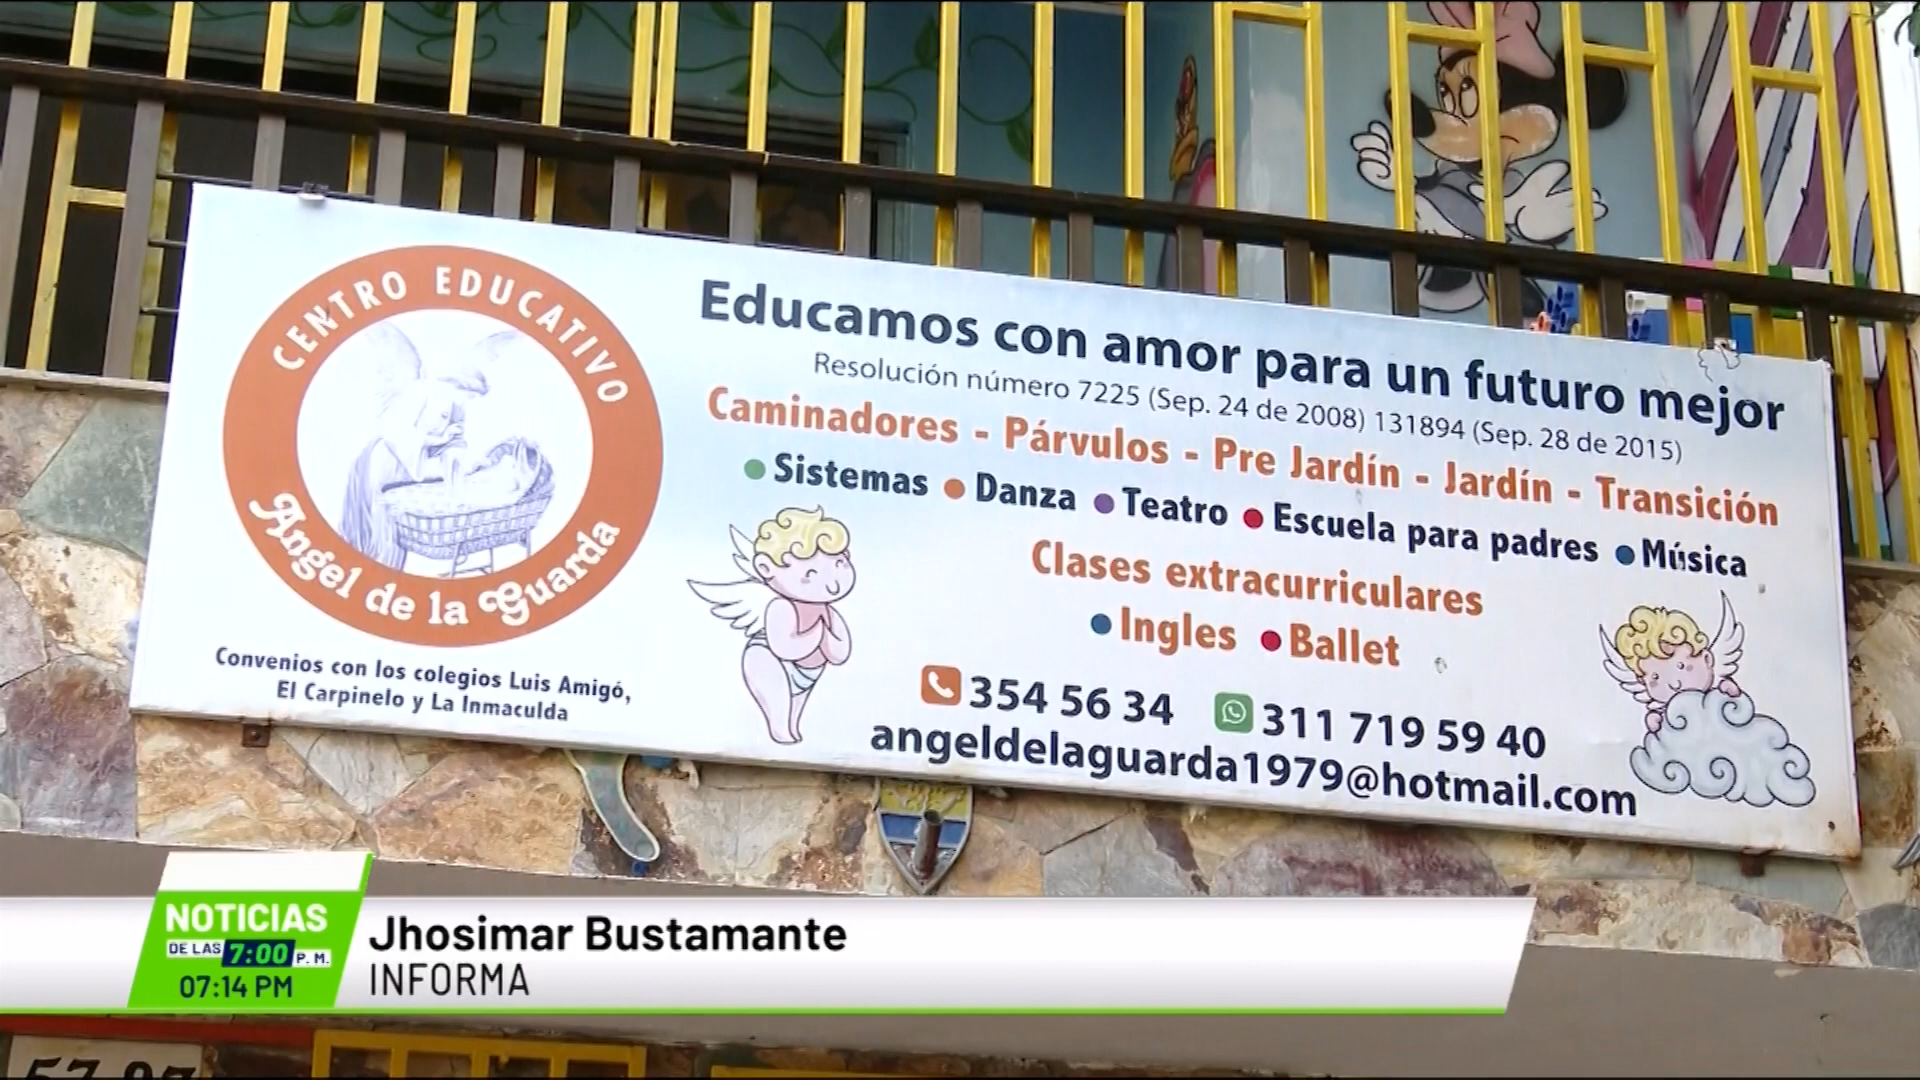 CENTRO EDUCATIVO
Angel de la Guarda
Convenios con los colegios Luis Amigó,
El Carpinelo y La Inmaculda
Educamos con amor para un futuro mejor
Resolución número 7225 (Sep. 24 de 2008) 131894 (Sep. 28 de 2015)
Caminadores - Párvulos - Pre Jardín - Jardín - Transición
• Sistemas • Danza • Teatro • Escuela para padres • Música
Clases extracurriculares
• Ingles • Ballet
354 56 34 311 719 59 40
angeldelaguarda1979@hotmail.com
NOTICIAS
DE LAS 7:00 P. M.
07:14 PM
Jhosimar Bustamante
INFORMA